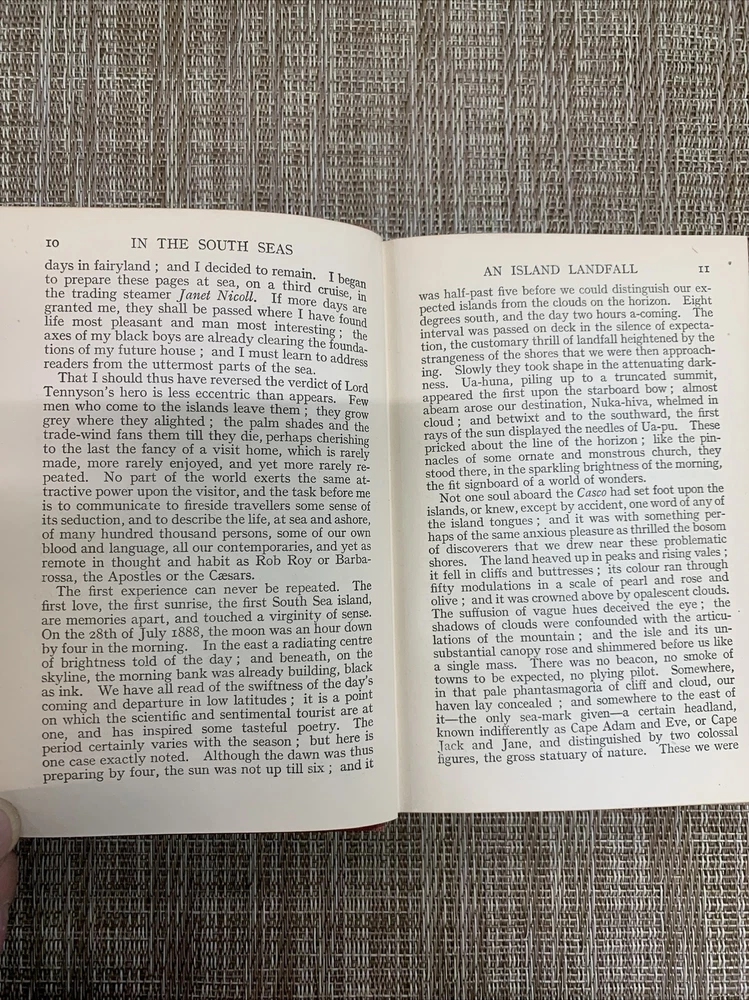 10 IN THE SOUTH SEAS
days in fairyland ; and I decided to remain. I began
to prepare these pages at sea, on a third cruise, in
the trading steamer Janet Nicoll. If more days are
granted me, they shall be passed where I have found
life most pleasant and man most interesting ; the
axes of my black boys are already clearing the founda-
tions of my future house ; and I must learn to address
readers from the uttermost parts of the sea.
That I should thus have reversed the verdict of Lord
Tennyson's hero is less eccentric than appears. Few
men who come to the islands leave them ; they grow
grey where they alighted ; the palm shades and the
trade-wind fans them till they die, perhaps cherishing
to the last the fancy of a visit home, which is rarely
made, more rarely enjoyed, and yet more rarely re-
peated. No part of the world exerts the same at-
tractive power upon the visitor, and the task before me
is to communicate to fireside travellers some sense of
its seduction, and to describe the life, at sea and ashore,
of many hundred thousand persons, some of our own
blood and language, all our contemporaries, and yet as
remote in thought and habit as Rob Roy or Barba-
rossa, the Apostles or the Cæsars.
The first experience can never be repeated. The
first love, the first sunrise, the first South Sea island,
are memories apart, and touched a virginity of sense.
On the 28th of July 1888, the moon was an hour down
by four in the morning. In the east a radiating centre
of brightness told of the day ; and beneath, on the
skyline, the morning bank was already building, black
as ink. We have all read of the swiftness of the day's
coming and departure in low latitudes ; it is a point
on which the scientific and sentimental tourist are at
one, and has inspired some tasteful poetry. The
period certainly varies with the season ; but here is
one case exactly noted. Although the dawn was thus
preparing by four, the sun was not up till six ; and it
AN ISLAND LANDFALL 11
was half-past five before we could distinguish our ex-
pected islands from the clouds on the horizon. Eight
degrees south, and the day two hours a-coming. The
interval was passed on deck in the silence of expecta-
tion, the customary thrill of landfall heightened by the
strangeness of the shores that we were then approach-
ing. Slowly they took shape in the attenuating dark-
ness. Ua-huna, piling up to a truncated summit,
appeared the first upon the starboard bow ; almost
abeam arose our destination, Nuka-hiva, whelmed in
cloud ; and betwixt and to the southward, the first
rays of the sun displayed the needles of Ua-pu. These
pricked about the line of the horizon ; like the pin-
nacles of some ornate and monstrous church, they
stood there, in the sparkling brightness of the morning,
the fit signboard of a world of wonders.
Not one soul aboard the Casco had set foot upon the
islands, or knew, except by accident, one word of any of
the island tongues ; and it was with something per-
haps of the same anxious pleasure as thrilled the bosom
of discoverers that we drew near these problematic
shores. The land heaved up in peaks and rising vales ;
it fell in cliffs and buttresses ; its colour ran through
fifty modulations in a scale of pearl and rose and
olive ; and it was crowned above by opalescent clouds.
The suffusion of vague hues deceived the eye ; the
shadows of clouds were confounded with the articu-
lations of the mountain ; and the isle and its un-
substantial canopy rose and shimmered before us like
a single mass. There was no beacon, no smoke of
towns to be expected, no plying pilot. Somewhere,
in that pale phantasmagoria of cliff and cloud, our
haven lay concealed ; and somewhere to the east of
it—the only sea-mark given—a certain headland,
known indifferently as Cape Adam and Eve, or Cape
Jack and Jane, and distinguished by two colossal
figures, the gross statuary of nature. These we were